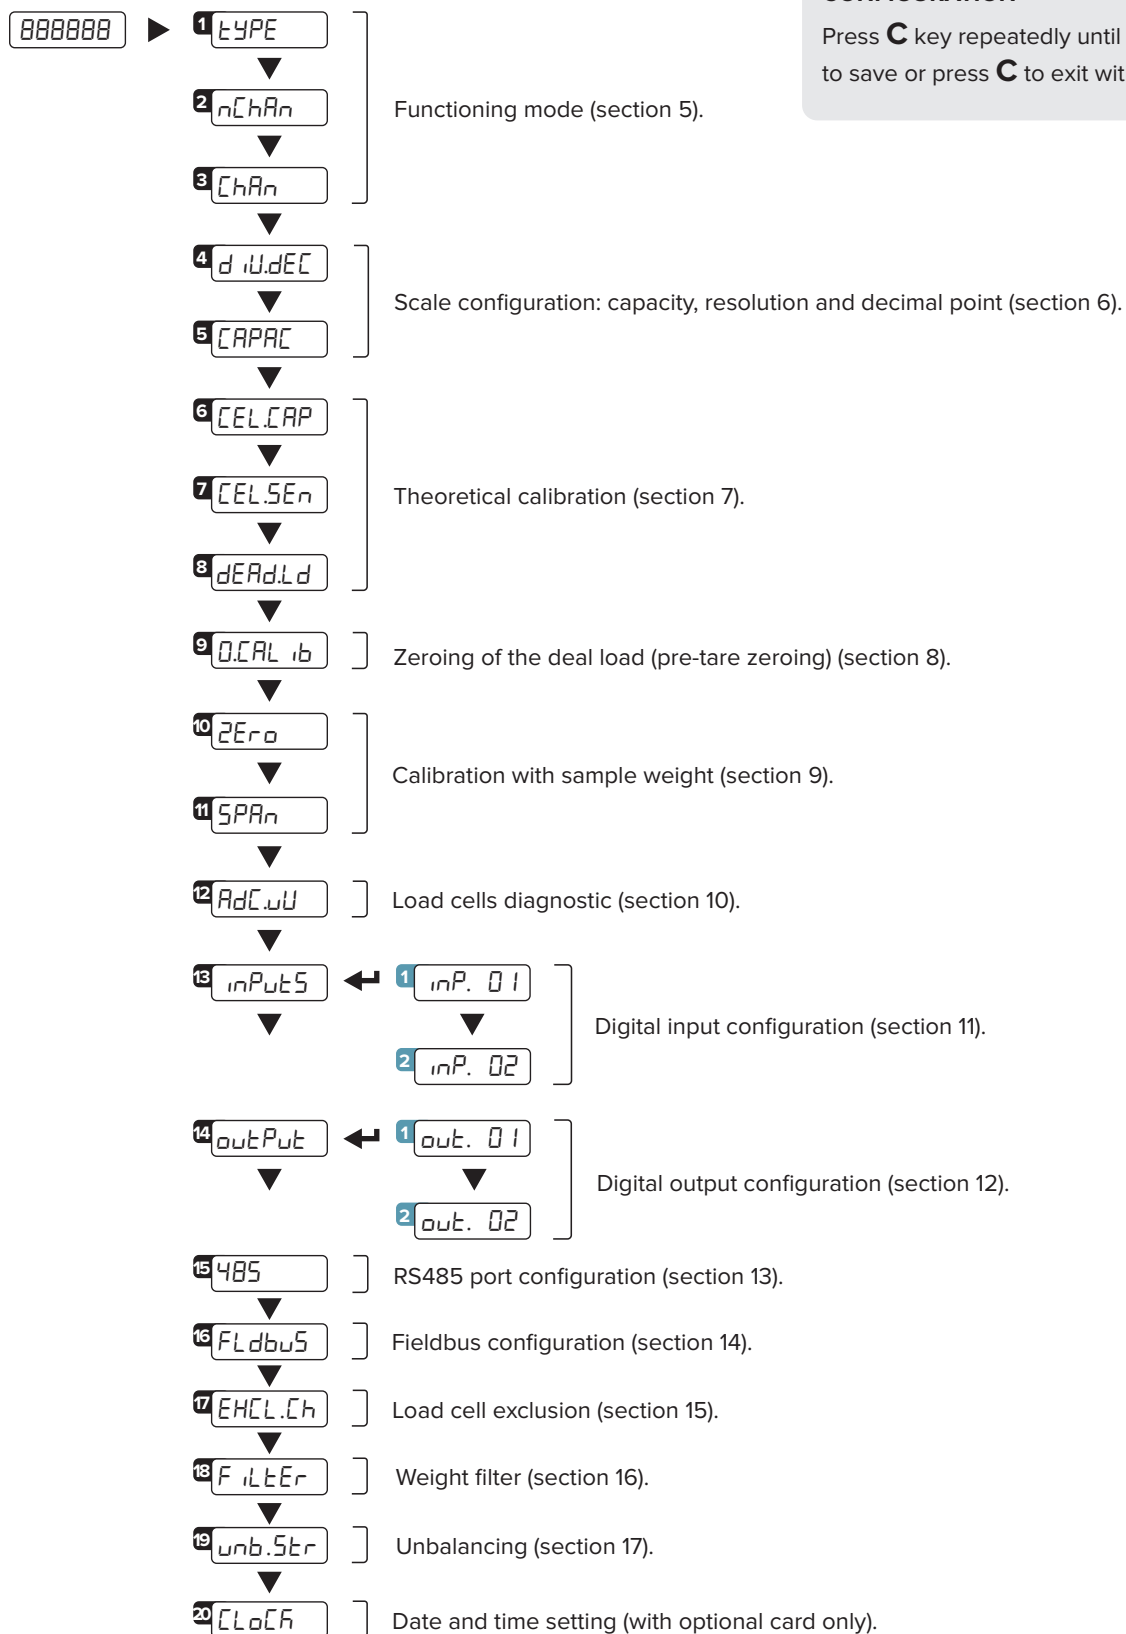 Press C key repeatedly until
to save or press C to exit wit
888888
1 tYPE
2 nChAn
3 ChAn
Functioning mode (section 5).
4 diU.dEC
5 CAPAC
Scale configuration: capacity, resolution and decimal point (section 6).
6 CEL.CAP
7 CEL.SEn
8 dEAd.Ld
Theoretical calibration (section 7).
9 0.CALib
Zeroing of the deal load (pre-tare zeroing) (section 8).
10 ZEro
11 SPAn
Calibration with sample weight (section 9).
12 AdC.uU
Load cells diagnostic (section 10).
13 inPutS
1 inP. 01
2 inP. 02
Digital input configuration (section 11).
14 outPut
1 out. 01
2 out. 02
Digital output configuration (section 12).
15 485
RS485 port configuration (section 13).
16 FLdbuS
Fieldbus configuration (section 14).
17 EHCL.Ch
Load cell exclusion (section 15).
18 FiLtEr
Weight filter (section 16).
19 unb.Str
Unbalancing (section 17).
20 CLoCK
Date and time setting (with optional card only).